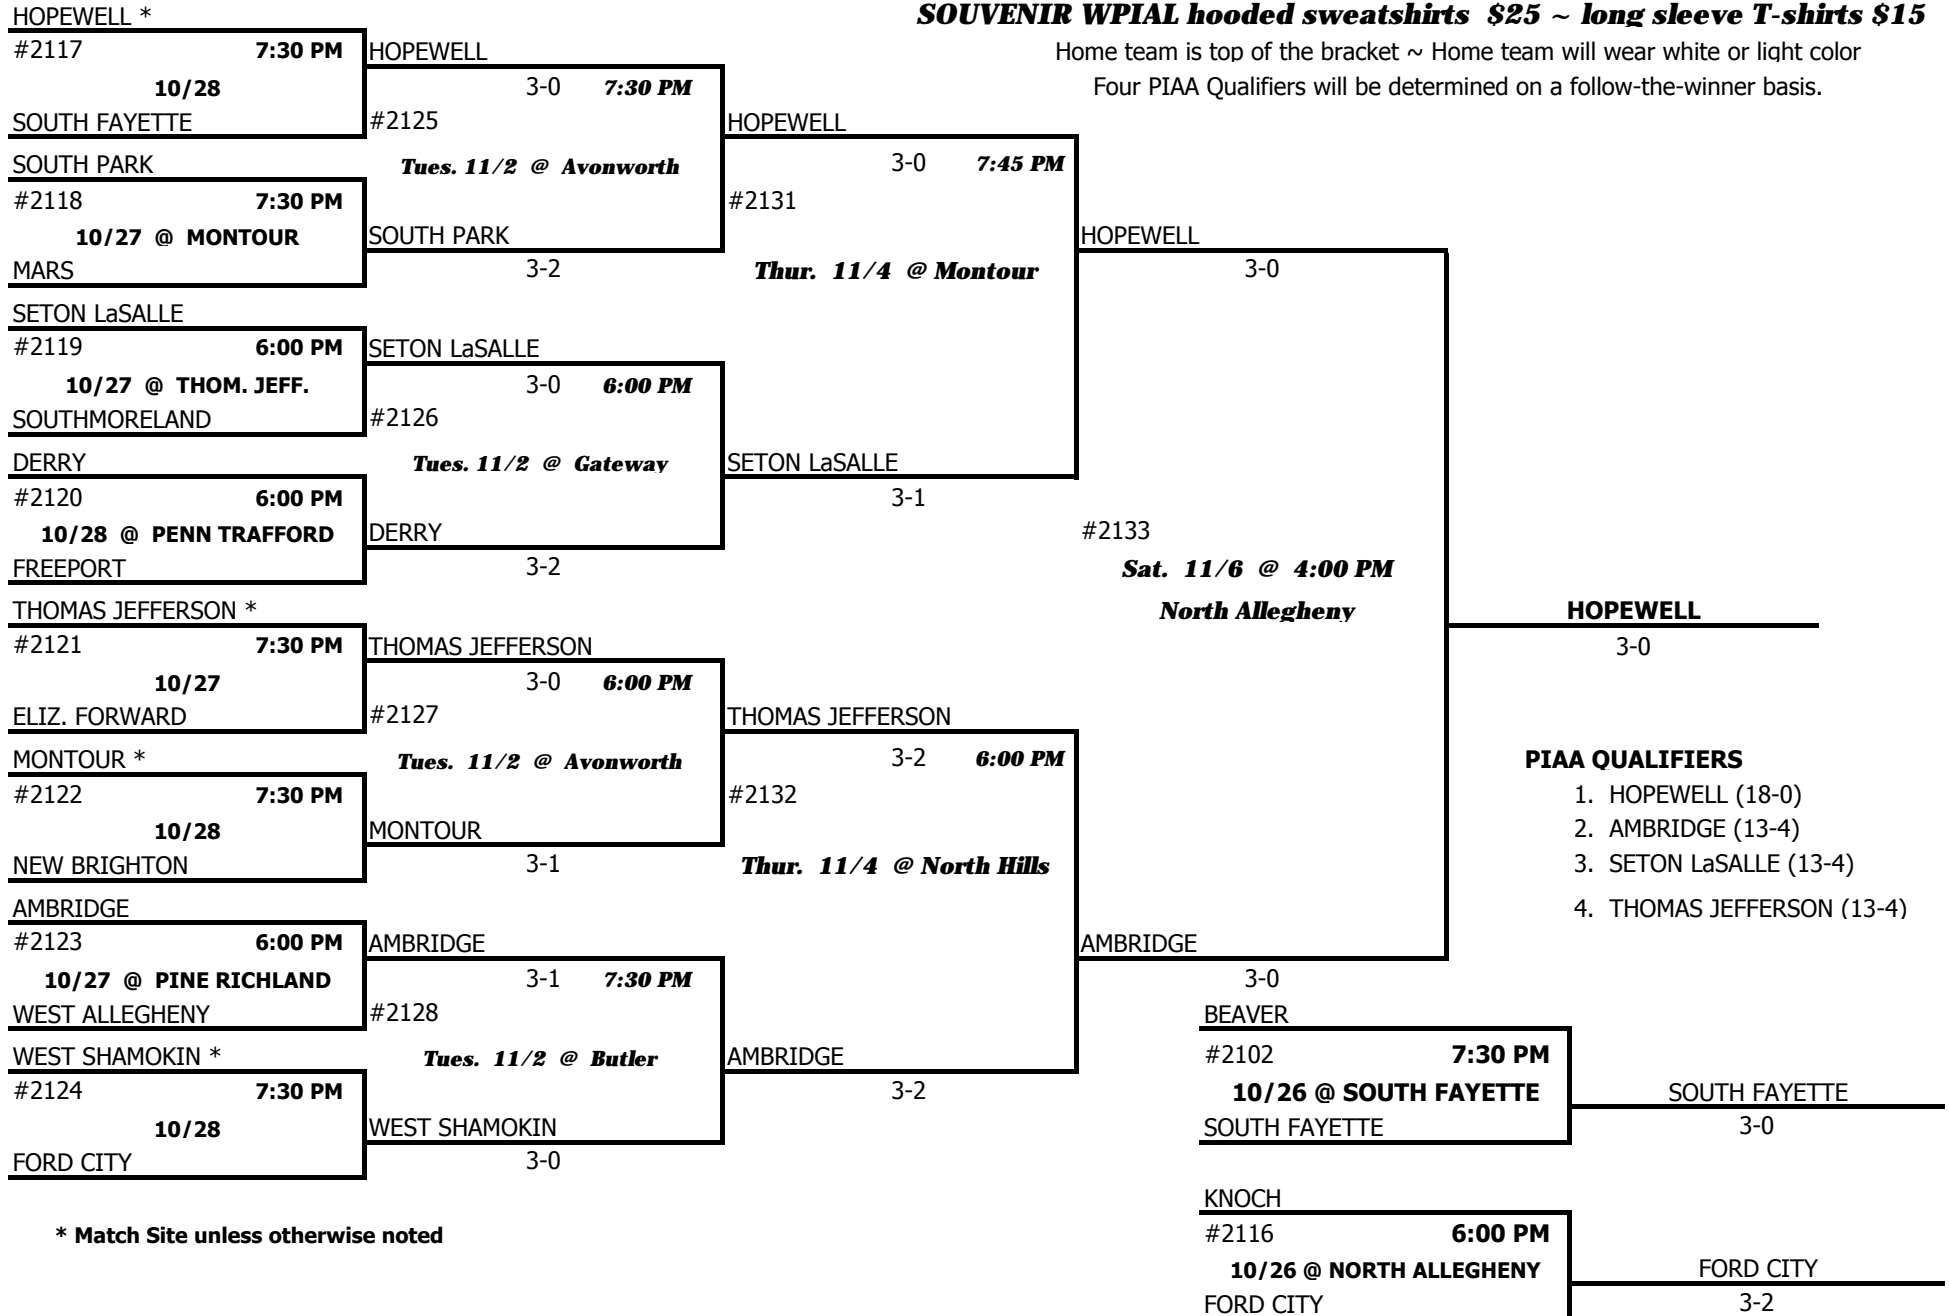 SOUVENIR WPIAL hooded sweatshirts $25 ~ long sleeve T-shirts $15
Home team is top of the bracket ~ Home team will wear white or light color
Four PIAA Qualifiers will be determined on a follow-the-winner basis.
HOPEWELL *
#2117 7:30 PM
10/28
SOUTH FAYETTE
SOUTH PARK
#2118 7:30 PM
10/27 @ MONTOUR
MARS
SETON LaSALLE
#2119 6:00 PM
10/27 @ THOM. JEFF.
SOUTHMORELAND
DERRY
#2120 6:00 PM
10/28 @ PENN TRAFFORD
FREEPORT
THOMAS JEFFERSON *
#2121 7:30 PM
10/27
ELIZ. FORWARD
MONTOUR *
#2122 7:30 PM
10/28
NEW BRIGHTON
AMBRIDGE
#2123 6:00 PM
10/27 @ PINE RICHLAND
WEST ALLEGHENY
WEST SHAMOKIN *
#2124 7:30 PM
10/28
FORD CITY
* Match Site unless otherwise noted
HOPEWELL
3-0 7:30 PM
#2125
Tues. 11/2 @ Avonworth
SOUTH PARK
3-2
SETON LaSALLE
3-0 6:00 PM
#2126
Tues. 11/2 @ Gateway
DERRY
3-2
THOMAS JEFFERSON
3-0 6:00 PM
#2127
Tues. 11/2 @ Avonworth
MONTOUR
3-1
AMBRIDGE
3-1 7:30 PM
#2128
Tues. 11/2 @ Butler
WEST SHAMOKIN
3-0
HOPEWELL
3-0 7:45 PM
#2131
Thur. 11/4 @ Montour
SETON LaSALLE
3-1
THOMAS JEFFERSON
3-2 6:00 PM
#2132
Thur. 11/4 @ North Hills
AMBRIDGE
3-2
HOPEWELL
3-0
#2133
Sat. 11/6 @ 4:00 PM
North Allegheny
AMBRIDGE
3-0
HOPEWELL
3-0
PIAA QUALIFIERS
1. HOPEWELL (18-0)
2. AMBRIDGE (13-4)
3. SETON LaSALLE (13-4)
4. THOMAS JEFFERSON (13-4)
BEAVER
#2102 7:30 PM
10/26 @ SOUTH FAYETTE
SOUTH FAYETTE
SOUTH FAYETTE
3-0
KNOCH
#2116 6:00 PM
10/26 @ NORTH ALLEGHENY
FORD CITY
FORD CITY
3-2